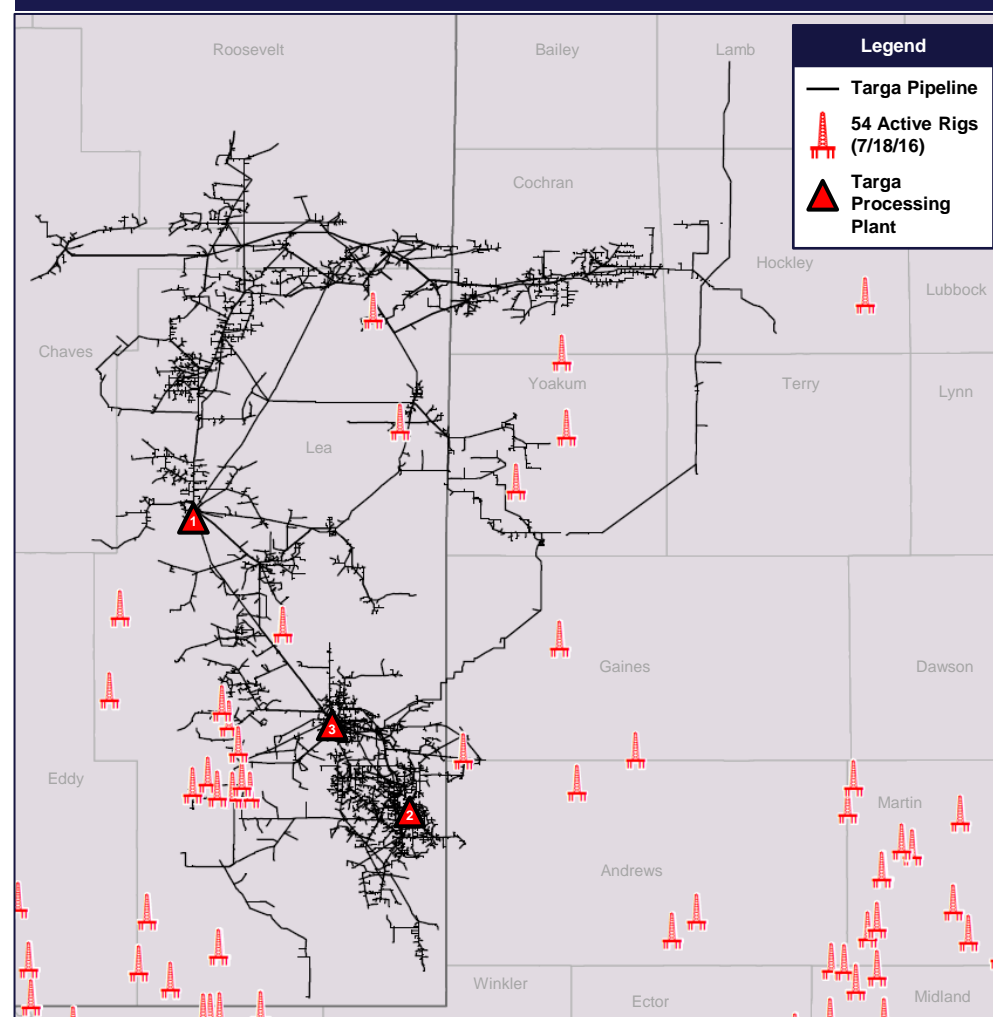 Roosevelt
Bailey
Lamb
Legend
Targa Pipeline
54 Active Rigs
(7/18/16)
Targa
Processing
Plant
Cochran
Hockley
Lubbock
Chaves
Yoakum
Terry
Lynn
Lea
1
Gaines
Dawson
3
Eddy
2
Martin
Andrews
Winkler
Ector
Midland